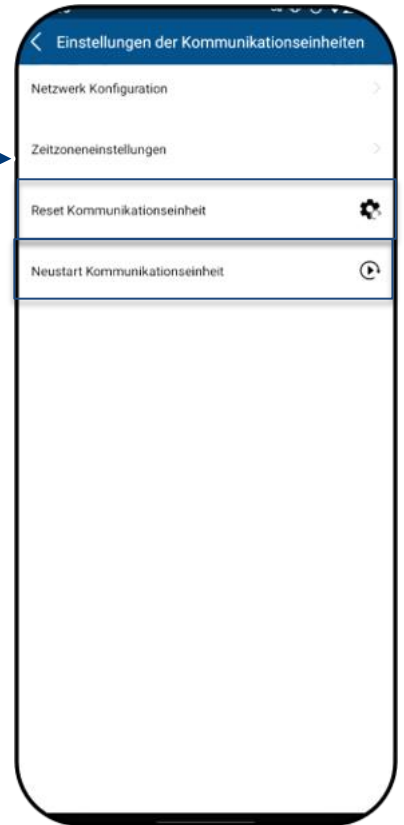 Einstellungen der Kommunikationseinheiten
Netzwerk Konfiguration
Zeitzoneneinstellungen
Reset Kommunikationseinheit
Neustart Kommunikationseinheit